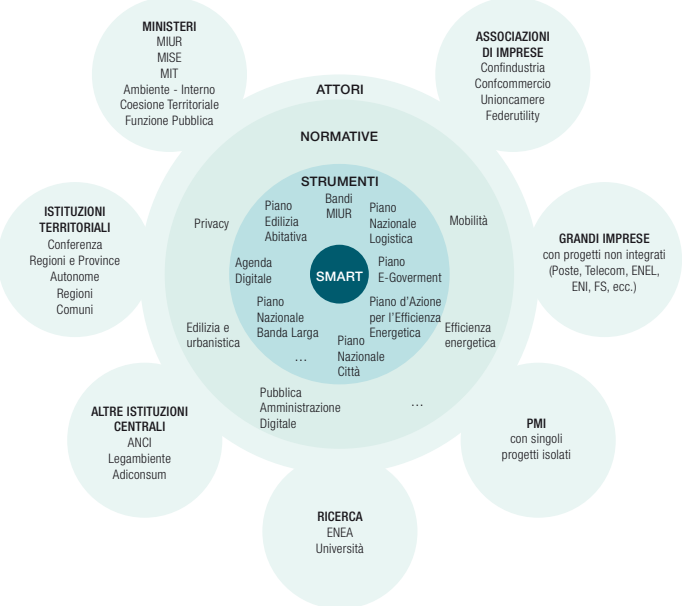 MINISTERI
MIUR
MISE
MIT
Ambiente - Interno
Coesione Territoriale
Funzione Pubblica
ASSOCIAZIONI
DI IMPRESE
Confindustria
Confcommercio
Unioncamere
Federutility
ATTORI
NORMATIVE
STRUMENTI
Bandi
MIUR
Piano
Edilizia
Abitativa
Piano
Nazionale
Logistica
Privacy
Mobilità
Agenda
Digitale
SMART
Piano
E-Goverment
Piano
Nazionale
Banda Larga
Piano d'Azione
per l'Efficienza
Energetica
Edilizia e
urbanistica
Efficienza
energetica
...
Piano
Nazionale
Città
Pubblica
Amministrazione
Digitale
...
ISTITUZIONI
TERRITORIALI
Conferenza
Regioni e Province
Autonome
Regioni
Comuni
GRANDI IMPRESE
con progetti non integrati
(Poste, Telecom, ENEL,
ENI, FS, ecc.)
ALTRE ISTITUZIONI
CENTRALI
ANCI
Legambiente
Adiconsum
PMI
con singoli
progetti isolati
RICERCA
ENEA
Università